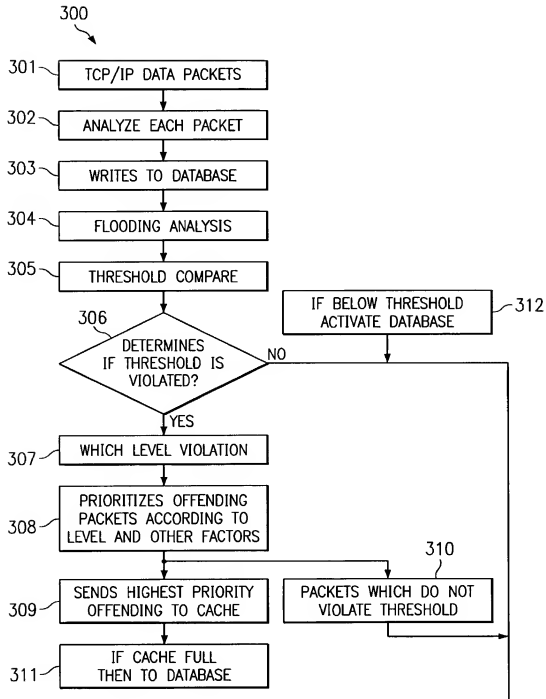 300
301
TCP/IP DATA PACKETS
302
ANALYZE EACH PACKET
303
WRITES TO DATABASE
304
FLOODING ANALYSIS
305
THRESHOLD COMPARE
306
DETERMINES
IF THRESHOLD IS
VIOLATED?
NO
IF BELOW THRESHOLD
ACTIVATE DATABASE
312
YES
307
WHICH LEVEL VIOLATION
308
PRIORITIZES OFFENDING
PACKETS ACCORDING TO
LEVEL AND OTHER FACTORS
309
SENDS HIGHEST PRIORITY
OFFENDING TO CACHE
310
PACKETS WHICH DO NOT
VIOLATE THRESHOLD
311
IF CACHE FULL
THEN TO DATABASE